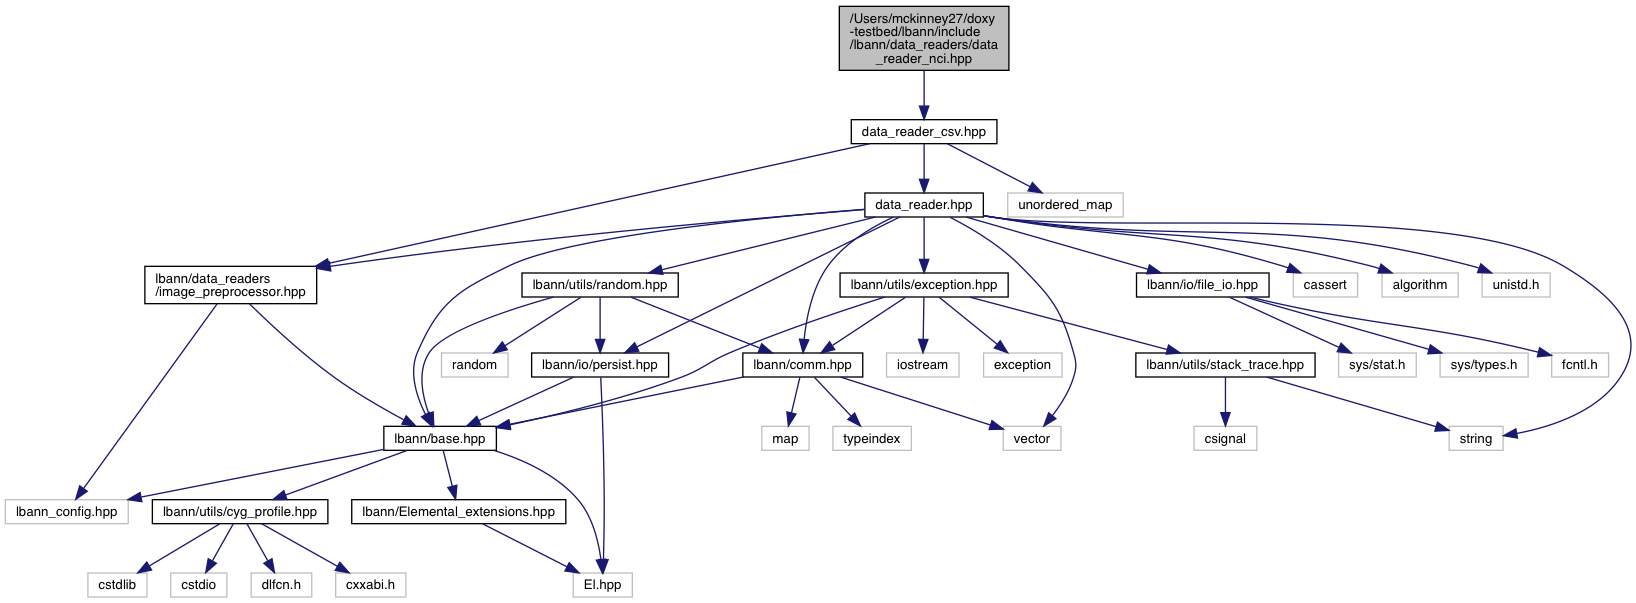 /Users/mckinney27/doxy
-testbed/lbann/include
/lbann/data_readers/data
_reader_nci.hpp
data_reader_csv.hpp
data_reader.hpp
unordered_map
lbann/data_readers
/image_preprocessor.hpp
lbann/utils/random.hpp
lbann/utils/exception.hpp
lbann/io/file_io.hpp
cassert
algorithm
unistd.h
random
lbann/io/persist.hpp
lbann/comm.hpp
iostream
exception
lbann/utils/stack_trace.hpp
sys/stat.h
sys/types.h
fcntl.h
lbann/base.hpp
map
typeindex
vector
csignal
string
lbann_config.hpp
lbann/utils/cyg_profile.hpp
lbann/Elemental_extensions.hpp
cstdlib
cstdio
dlfcn.h
cxxabi.h
El.hpp